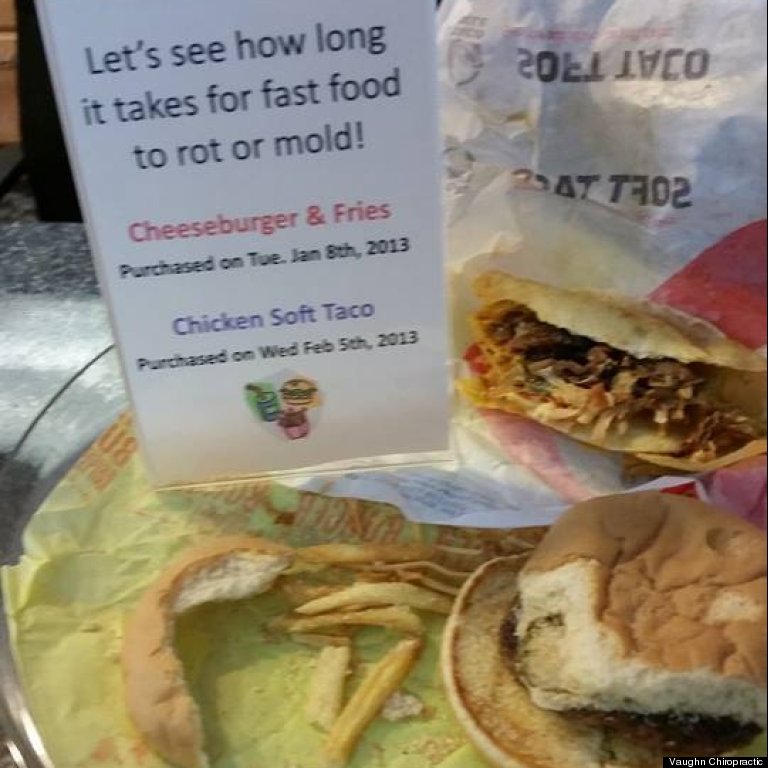 Let's see how long
it takes for fast food
to rot or mold!
Cheeseburger & Fries
Purchased on Tue. Jan 8th, 2013
Chicken Soft Taco
Purchased on Wed Feb 5th, 2013
SOFT TACO
SOFT
Vaughn Chiropractic